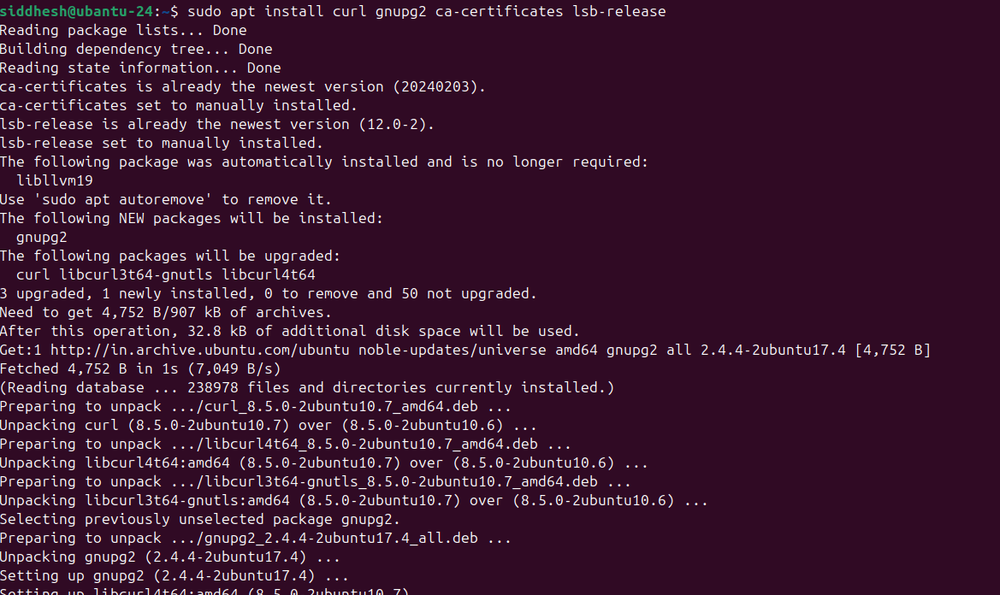 siddhesh@ubantu-24:~$ sudo apt install curl gnupg2 ca-certificates lsb-release
Reading package lists... Done
Building dependency tree... Done
Reading state information... Done
ca-certificates is already the newest version (20240203).
ca-certificates set to manually installed.
lsb-release is already the newest version (12.0-2).
lsb-release set to manually installed.
The following package was automatically installed and is no longer required:
  libllvm19
Use 'sudo apt autoremove' to remove it.
The following NEW packages will be installed:
  gnupg2
The following packages will be upgraded:
  curl libcurl3t64-gnutls libcurl4t64
3 upgraded, 1 newly installed, 0 to remove and 50 not upgraded.
Need to get 4,752 B/907 kB of archives.
After this operation, 32.8 kB of additional disk space will be used.
Get:1 http://in.archive.ubuntu.com/ubuntu noble-updates/universe amd64 gnupg2 all 2.4.4-2ubuntu17.4 [4,752 B]
Fetched 4,752 B in 1s (7,049 B/s)
(Reading database ... 238978 files and directories currently installed.)
Preparing to unpack .../curl_8.5.0-2ubuntu10.7_amd64.deb ...
Unpacking curl (8.5.0-2ubuntu10.7) over (8.5.0-2ubuntu10.6) ...
Preparing to unpack .../libcurl4t64_8.5.0-2ubuntu10.7_amd64.deb ...
Unpacking libcurl4t64:amd64 (8.5.0-2ubuntu10.7) over (8.5.0-2ubuntu10.6) ...
Preparing to unpack .../libcurl3t64-gnutls_8.5.0-2ubuntu10.7_amd64.deb ...
Unpacking libcurl3t64-gnutls:amd64 (8.5.0-2ubuntu10.7) over (8.5.0-2ubuntu10.6) ...
Selecting previously unselected package gnupg2.
Preparing to unpack .../gnupg2_2.4.4-2ubuntu17.4_all.deb ...
Unpacking gnupg2 (2.4.4-2ubuntu17.4) ...
Setting up gnupg2 (2.4.4-2ubuntu17.4) ...
Setting up libcurl4t64:amd64 (8.5.0-2ubuntu10.7)